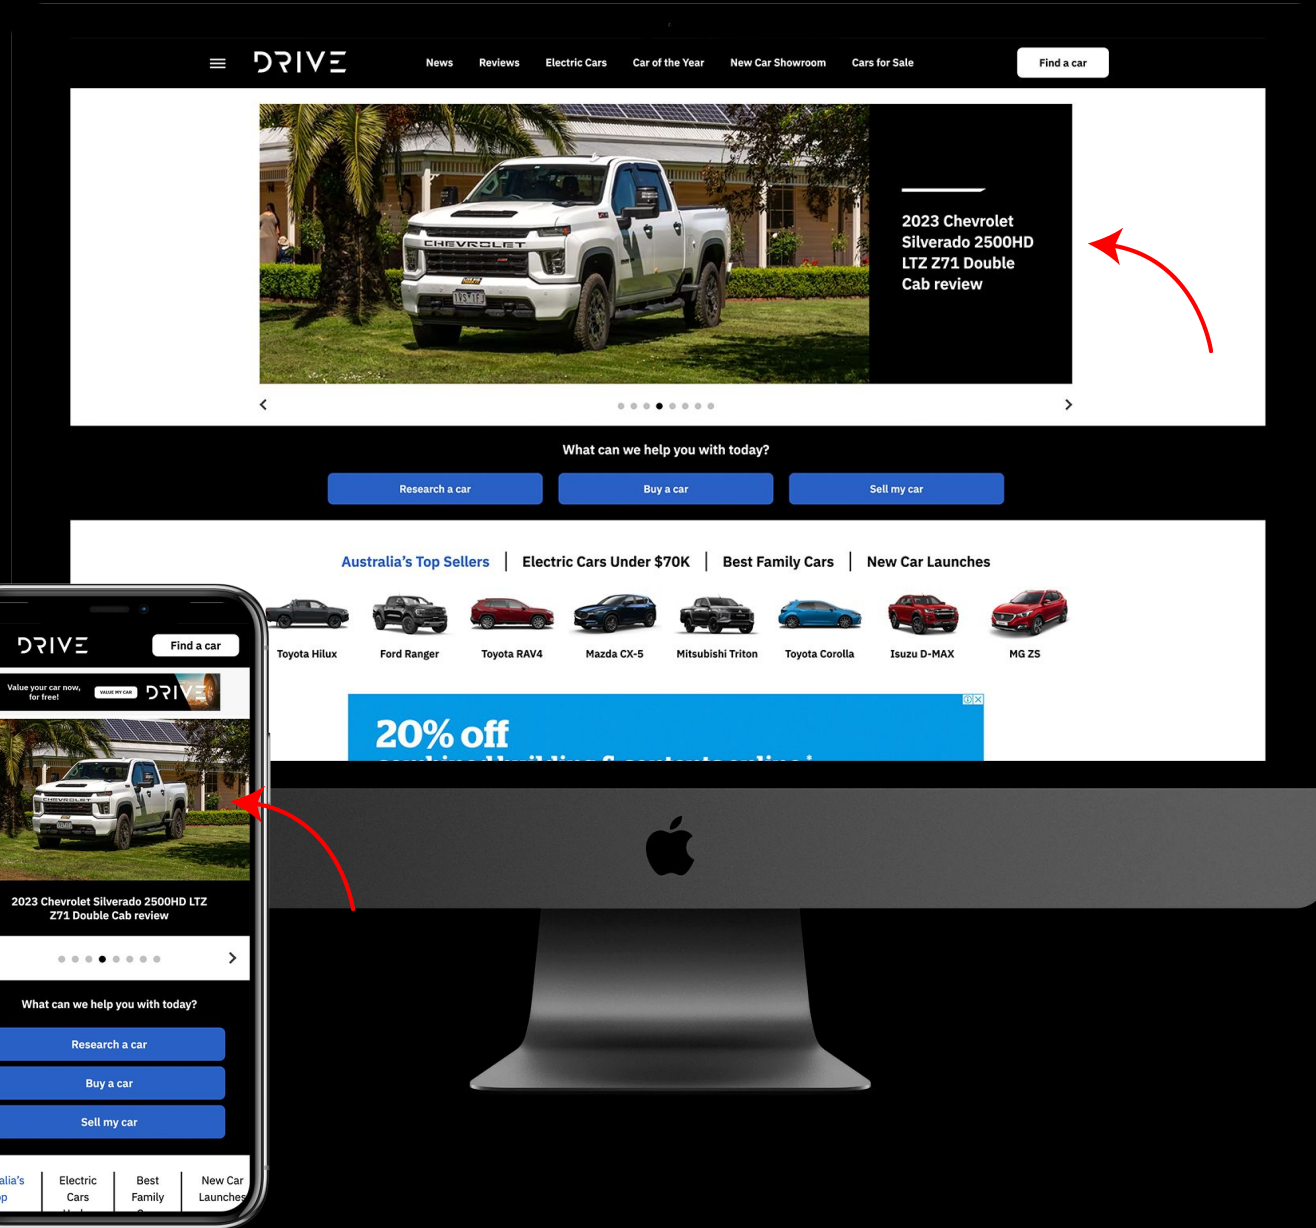 DRIVE
News Reviews Electric Cars Car of the Year New Car Showroom Cars for Sale
Find a car
CHEVROLET
2023 Chevrolet
Silverado 2500HD
LTZ Z71 Double
Cab review
What can we help you with today?
Research a car
Buy a car
Sell my car
Australia's Top Sellers | Electric Cars Under $70K | Best Family Cars | New Car Launches
Toyota Hilux
Ford Ranger
Toyota RAV4
Mazda CX-5
Mitsubishi Triton
Toyota Corolla
Isuzu D-MAX
MG ZS
20% off
DRIVE
Find a car
Value your car now,
for free!
VALUE MY CAR
DRIVE
CHEVROLET
2023 Chevrolet Silverado 2500HD LTZ
Z71 Double Cab review
What can we help you with today?
Research a car
Buy a car
Sell my car
Electric
Cars
Best
Family
New Car
Launches